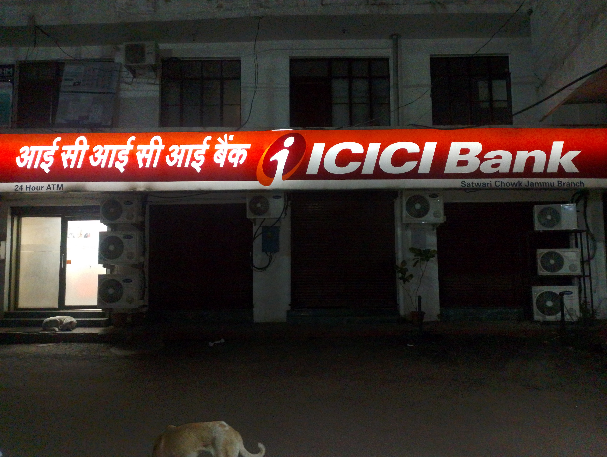 आई सी आई सी आई बैंक ICICI Bank
24 Hour ATM
Satwari Chowk Jammu Branch